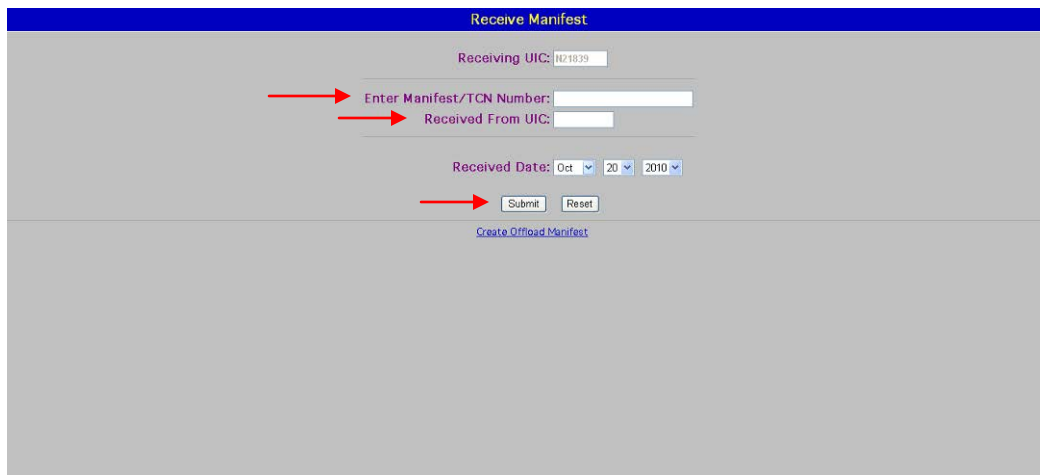 Receive Manifest
Receiving UIC: N21839
Enter Manifest/TCN Number:
Received From UIC:
Received Date: Oct 20 2010
Submit Reset
Create Offload Manifest